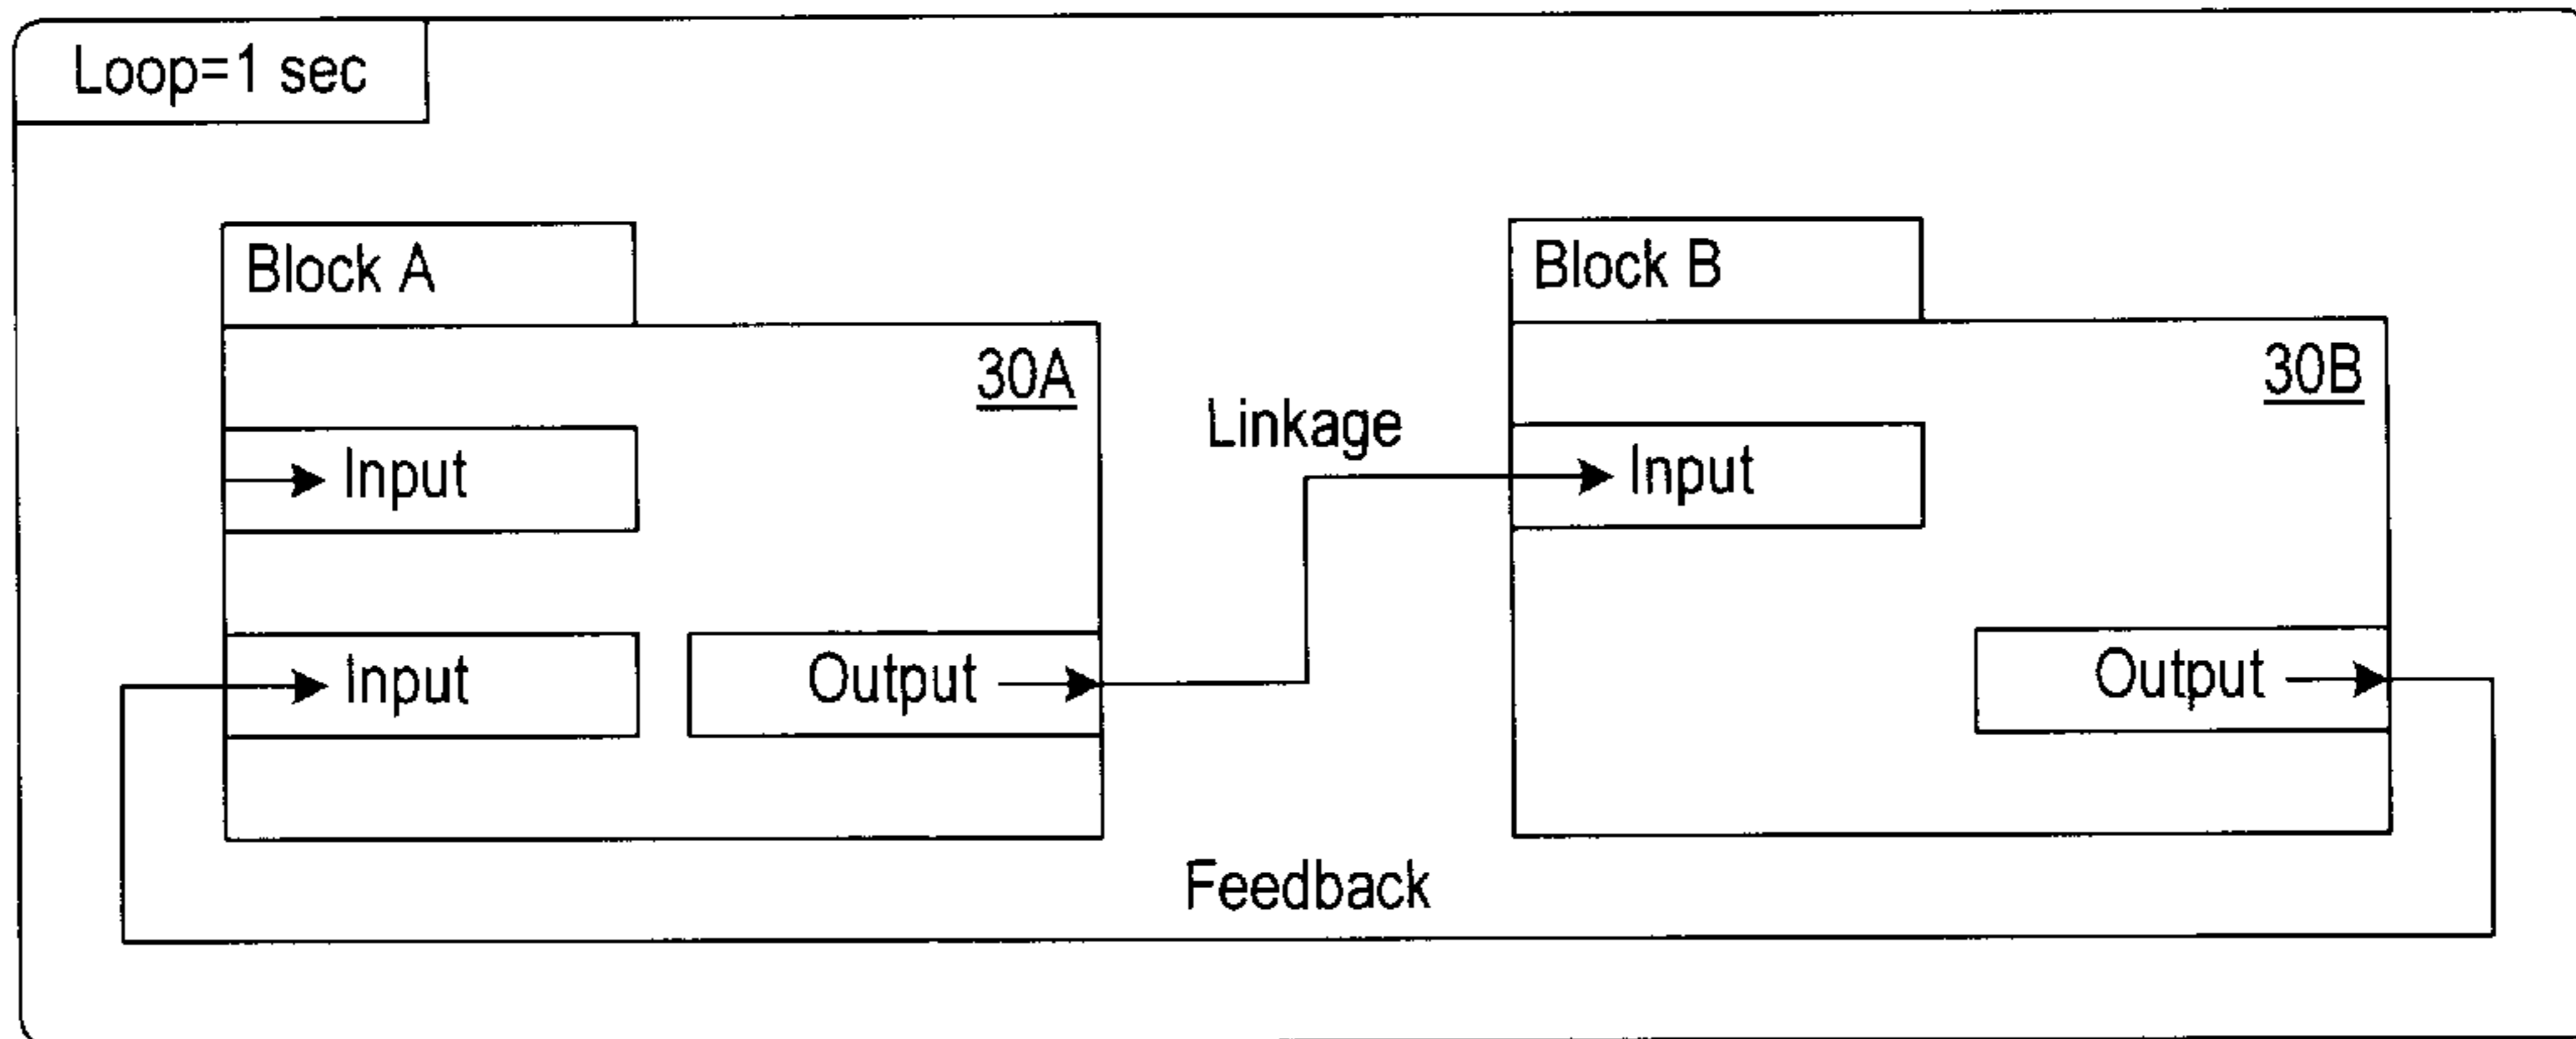 Loop=1 sec
Block A
30A
Input
Input
Output
Linkage
Block B
30B
Input
Output
Feedback